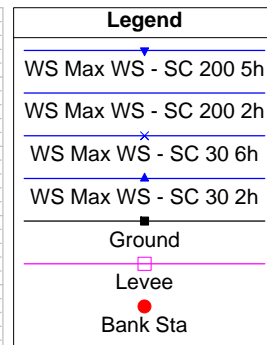 Legend
WS Max WS - SC 200 5h
WS Max WS - SC 200 2h
WS Max WS - SC 30 6h
WS Max WS - SC 30 2h
Ground
Levee
Bank Sta